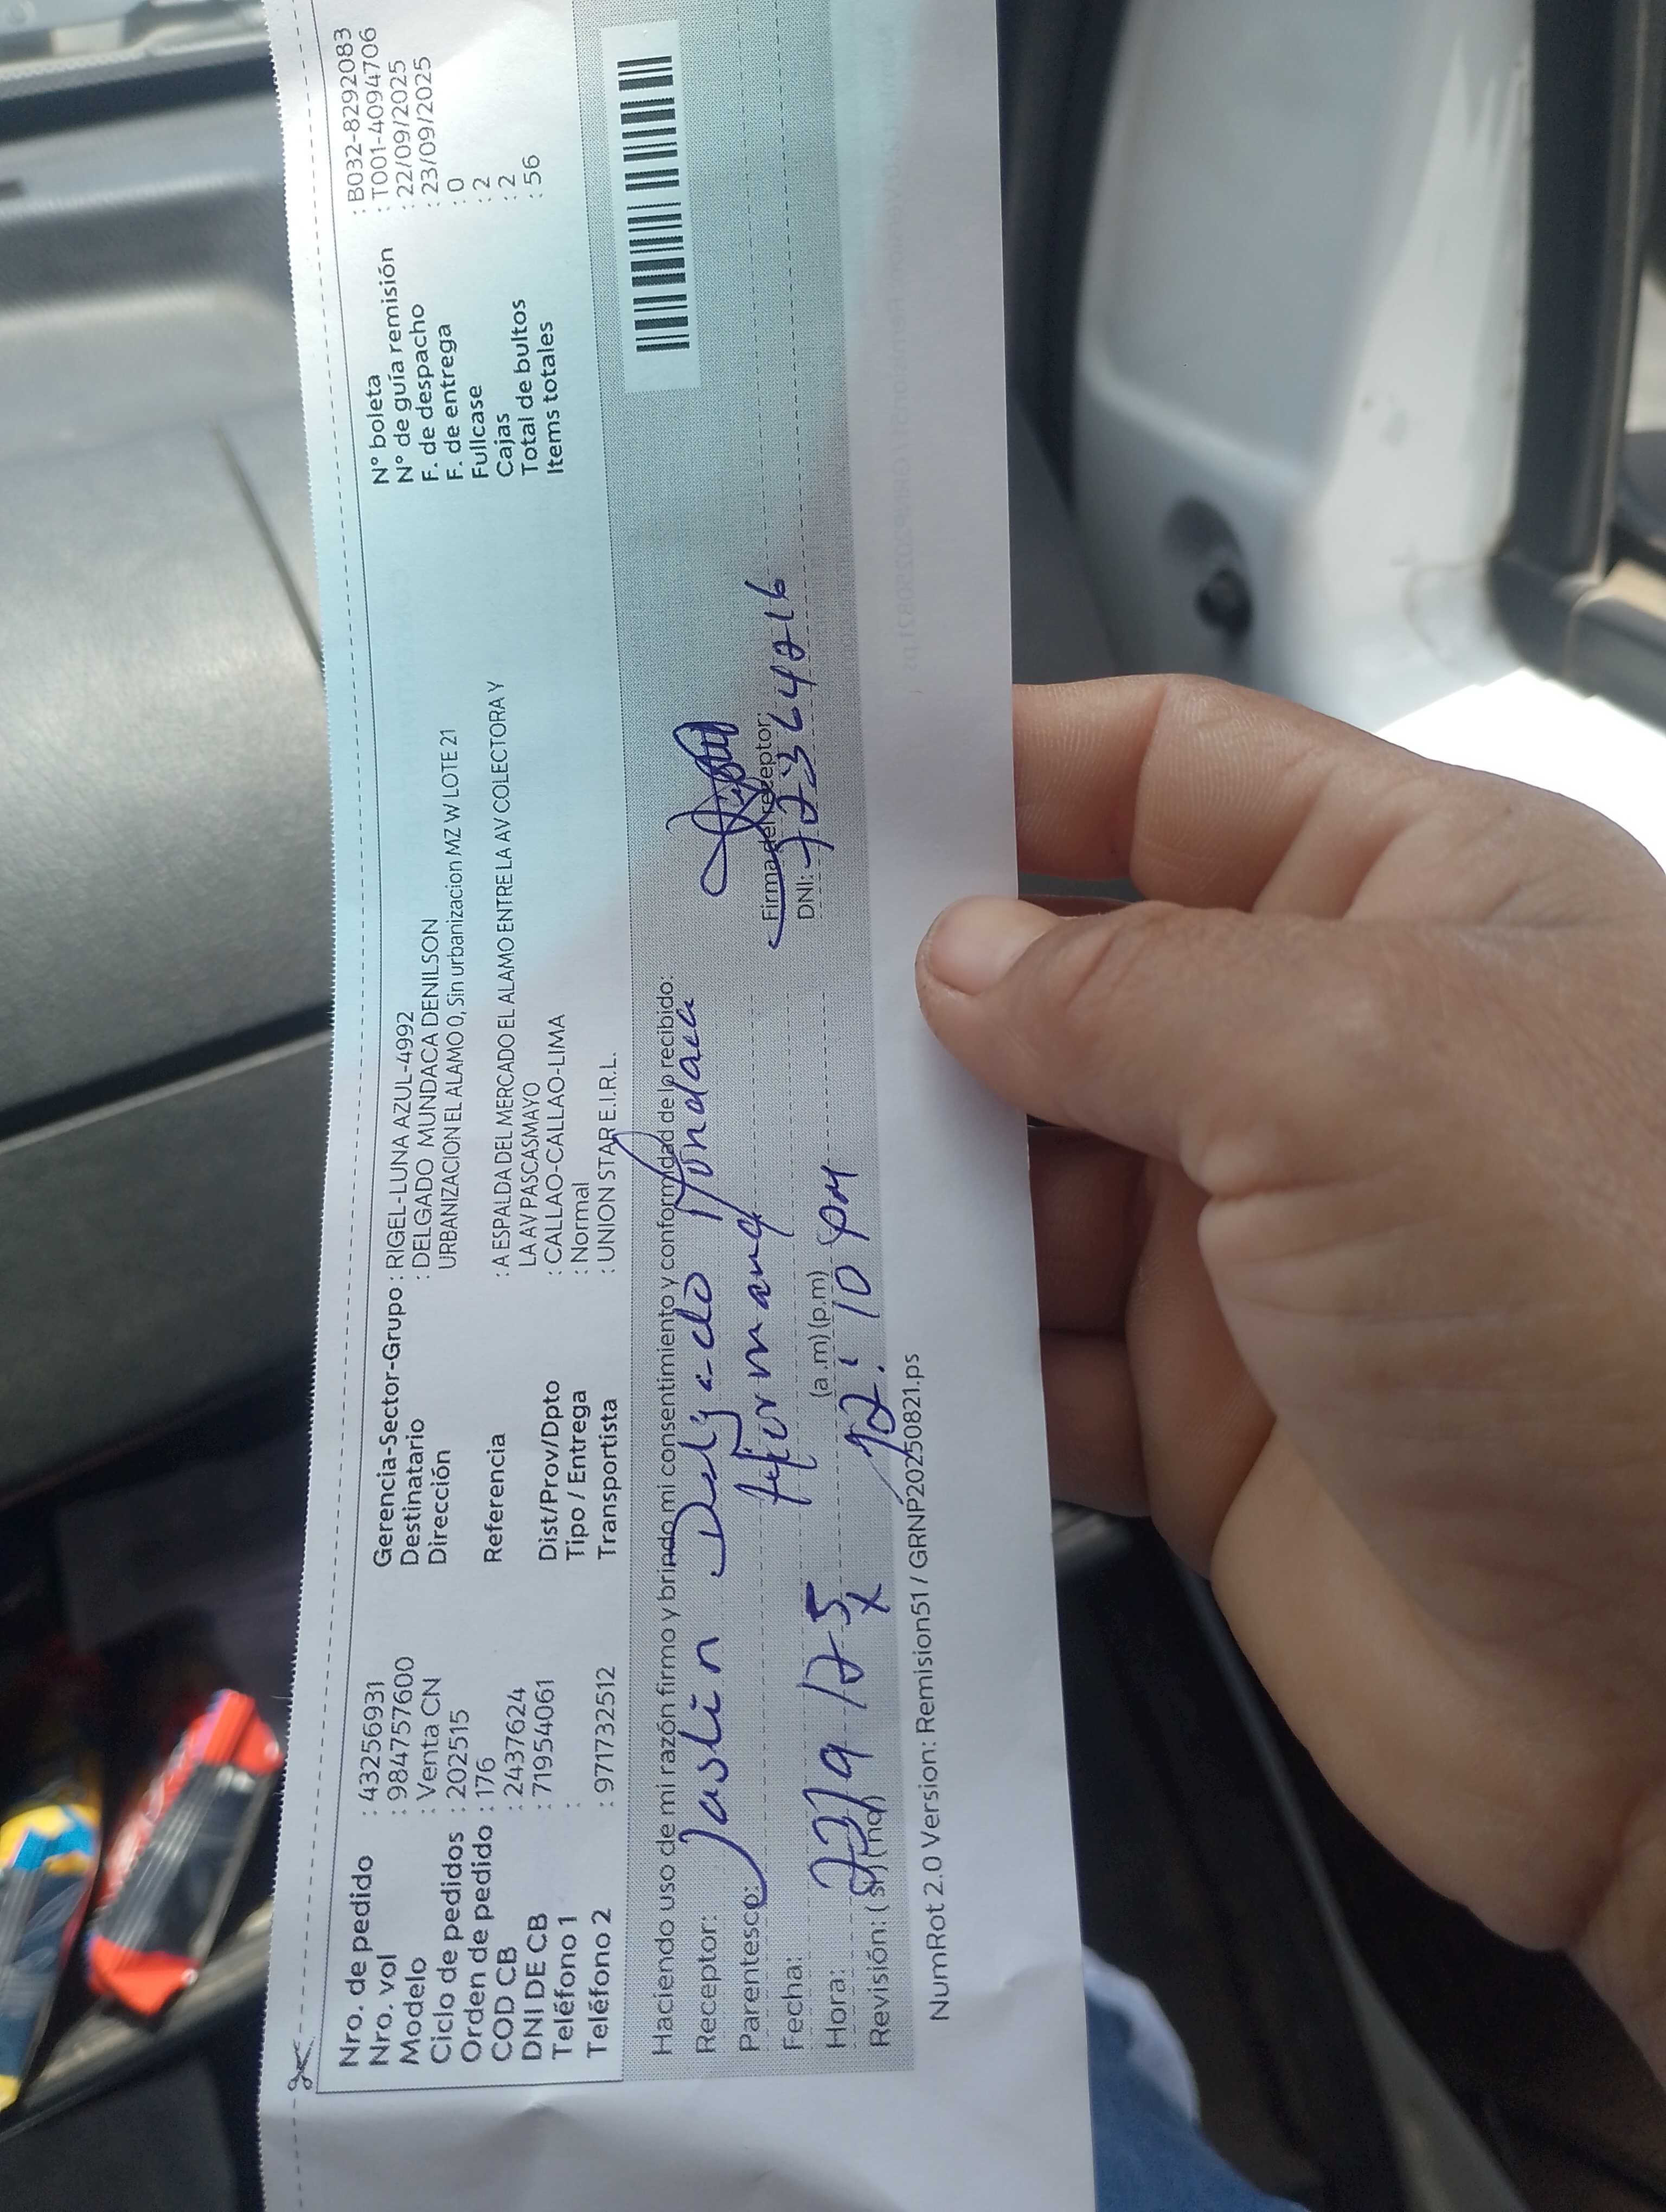 Nro. de pedido : 43256931
Nro. vol : 984757600
Modelo : Venta CN
Ciclo de pedidos : 202515
Orden de pedido : 176
COD CB : 2437624
DNI DE CB : 71954061
Teléfono 1 :
Teléfono 2 : 971732512
Gerencia-Sector-Grupo : RIGEL-LUNA AZUL-4992
Destinatario : DELGADO MUNDACA DENILSON
Dirección URBANIZACION EL ALAMO 0, Sin urbanizacion MZ W LOTE 21
Referencia : A ESPALDA DEL MERCADO EL ALAMO ENTRE LA AV COLECTORA Y
LA AV PASCASMAYO
Dist/Prov/Dpto : CALLAO-CALLAO-LIMA
Tipo / Entrega : Normal
Transportista : UNION STAR E.I.R.L.
N° boleta : B032-8292083
N° de guía remisión : T001-4094706
F. de despacho : 22/09/2025
F. de entrega : 23/09/2025
Fullcase : 0
Cajas : 2
Total de bultos : 2
Items totales : 56
Haciendo uso de mi razón firmo y brindo mi consentimiento y conformidad de lo recibido:
Receptor: Jaslin Delgado
Parentesco:
Firma del receptor:
Fecha: 23/9/25
DNI:
Hora: (a .m) (p.m) 12:10 pm
Revisión: (si) (no) x
NumRot 2.0 Version: Remision51 / GRNP20250821.ps